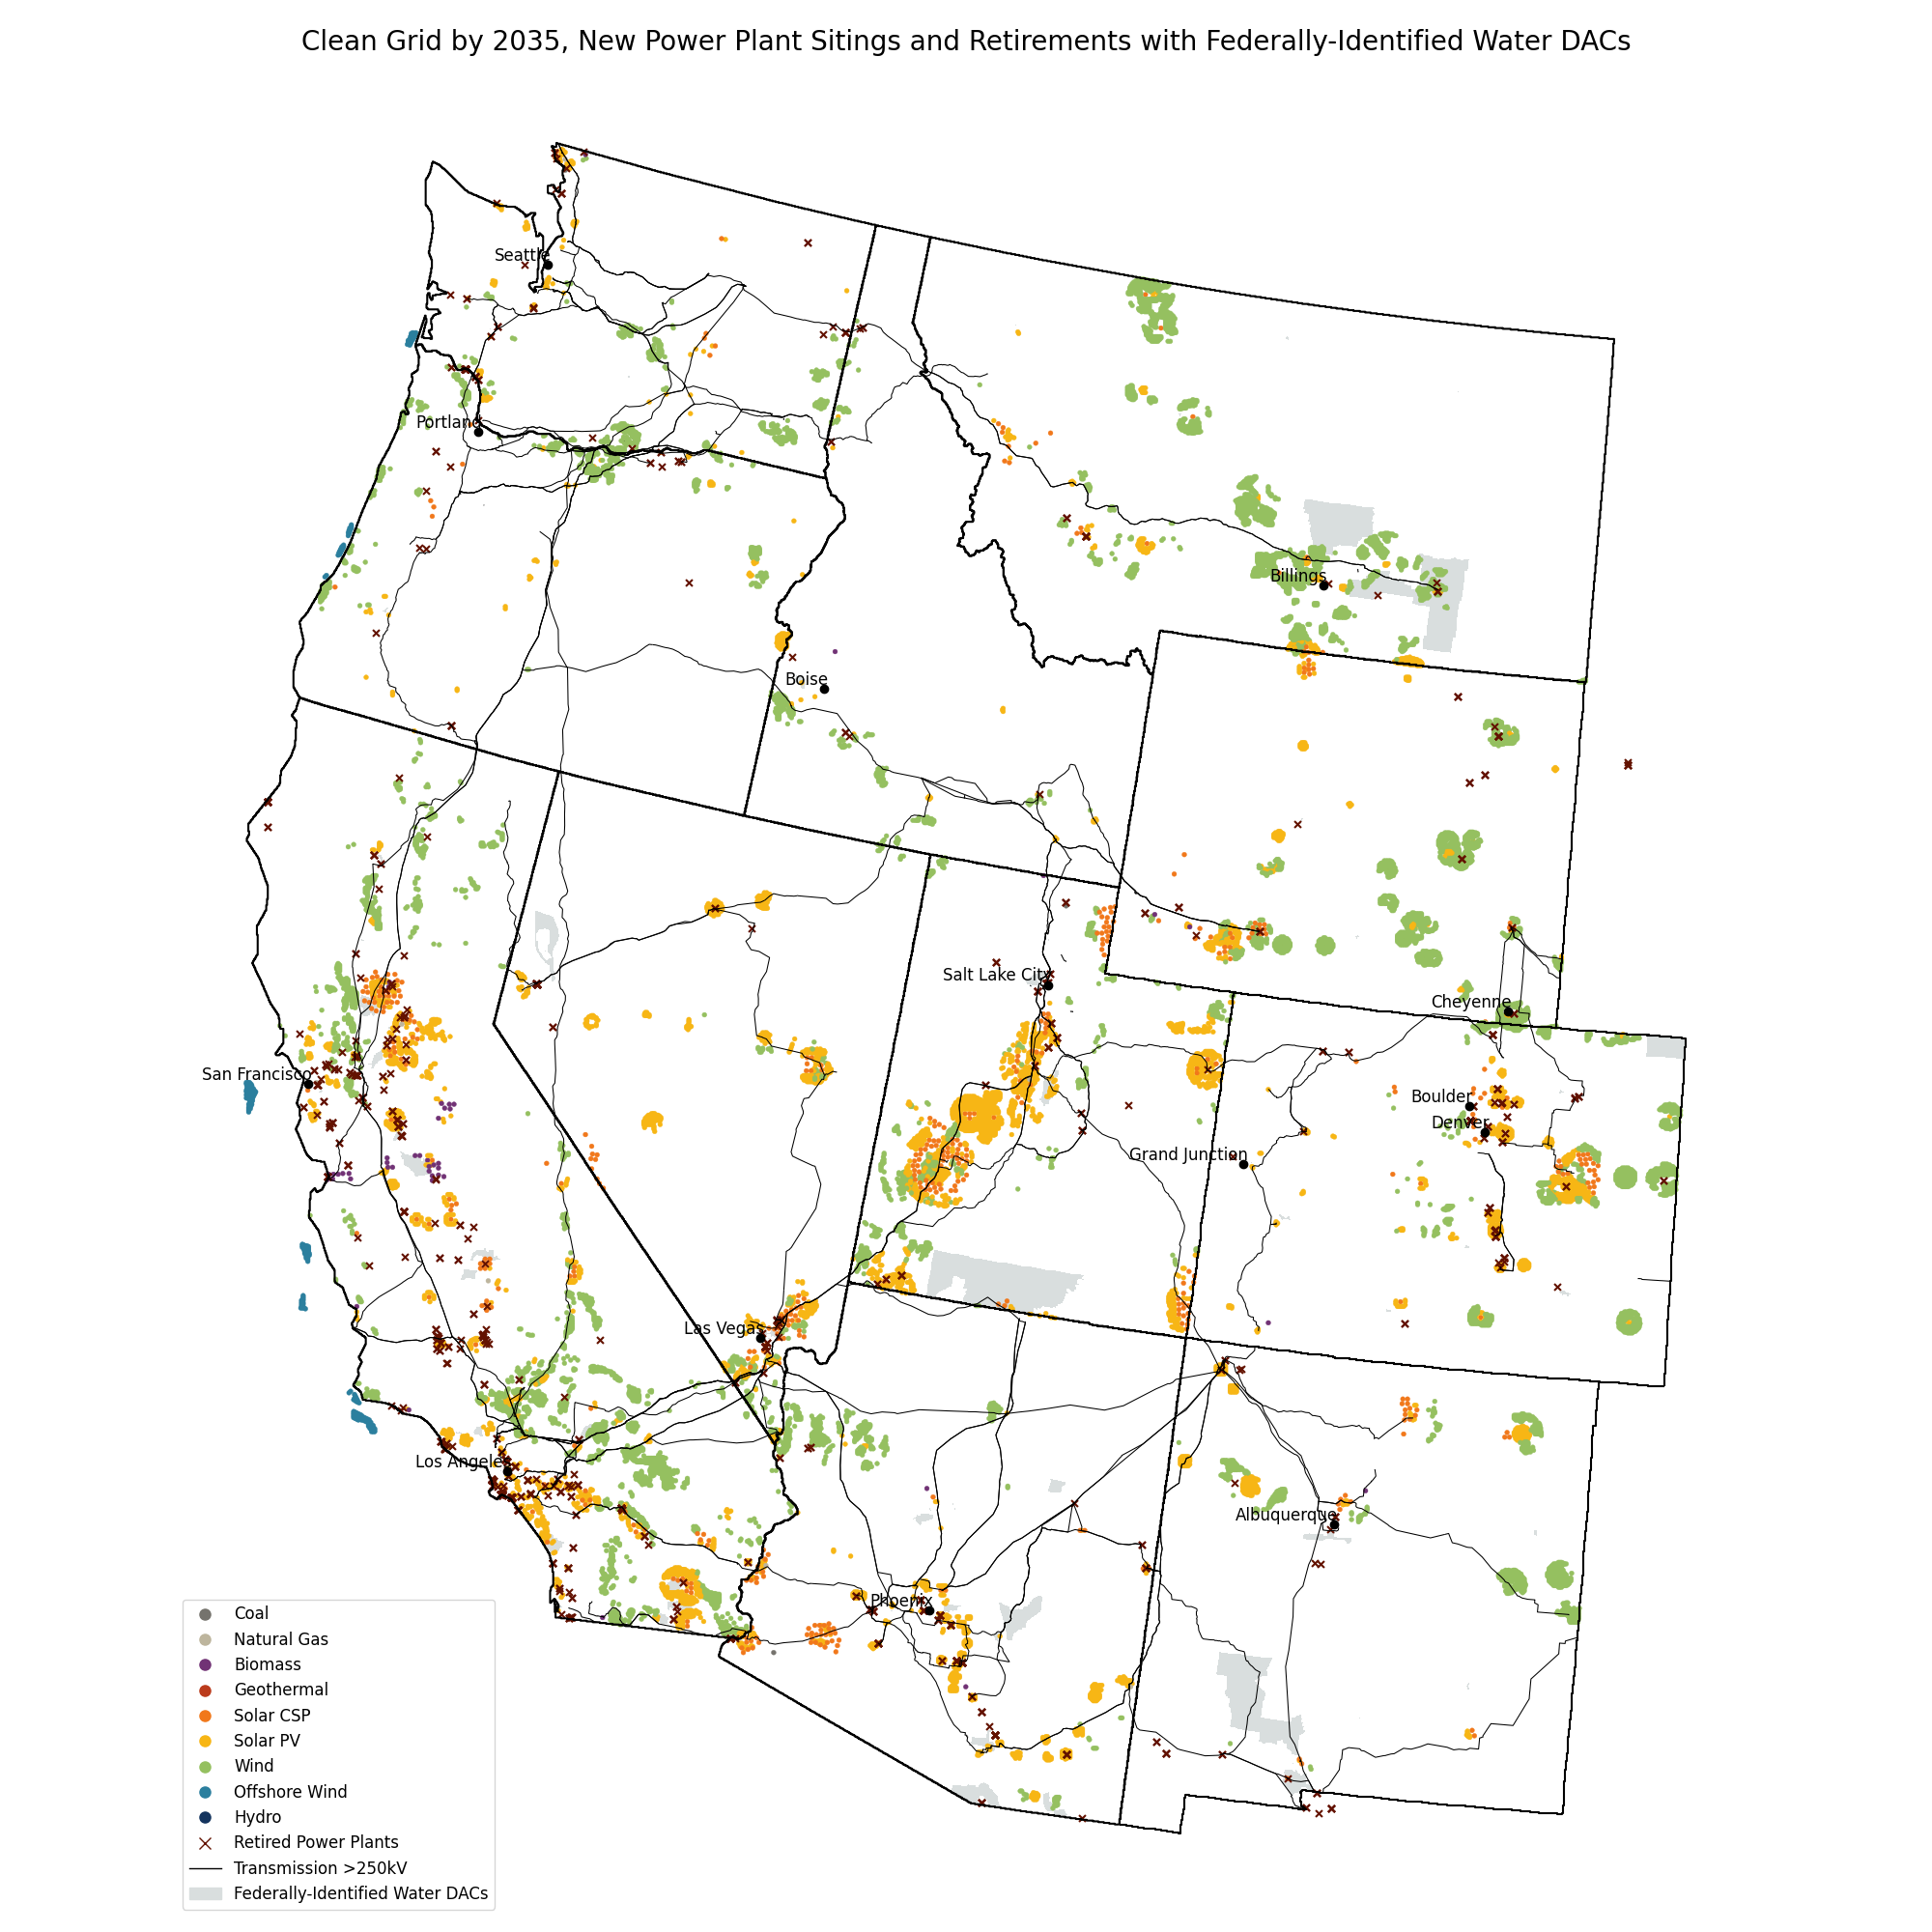 Clean Grid by 2035, New Power Plant Sitings and Retirements with Federally-Identified Water DACs
Seattle
Portland
Billings
Boise
Salt Lake City
Cheyenne
San Francisco
Boulder
Denver
Grand Junction
Las Vegas
Los Angeles
Albuquerque
Phoenix
Coal
Natural Gas
Biomass
Geothermal
Solar CSP
Solar PV
Wind
Offshore Wind
Hydro
Retired Power Plants
Transmission >250kV
Federally-Identified Water DACs